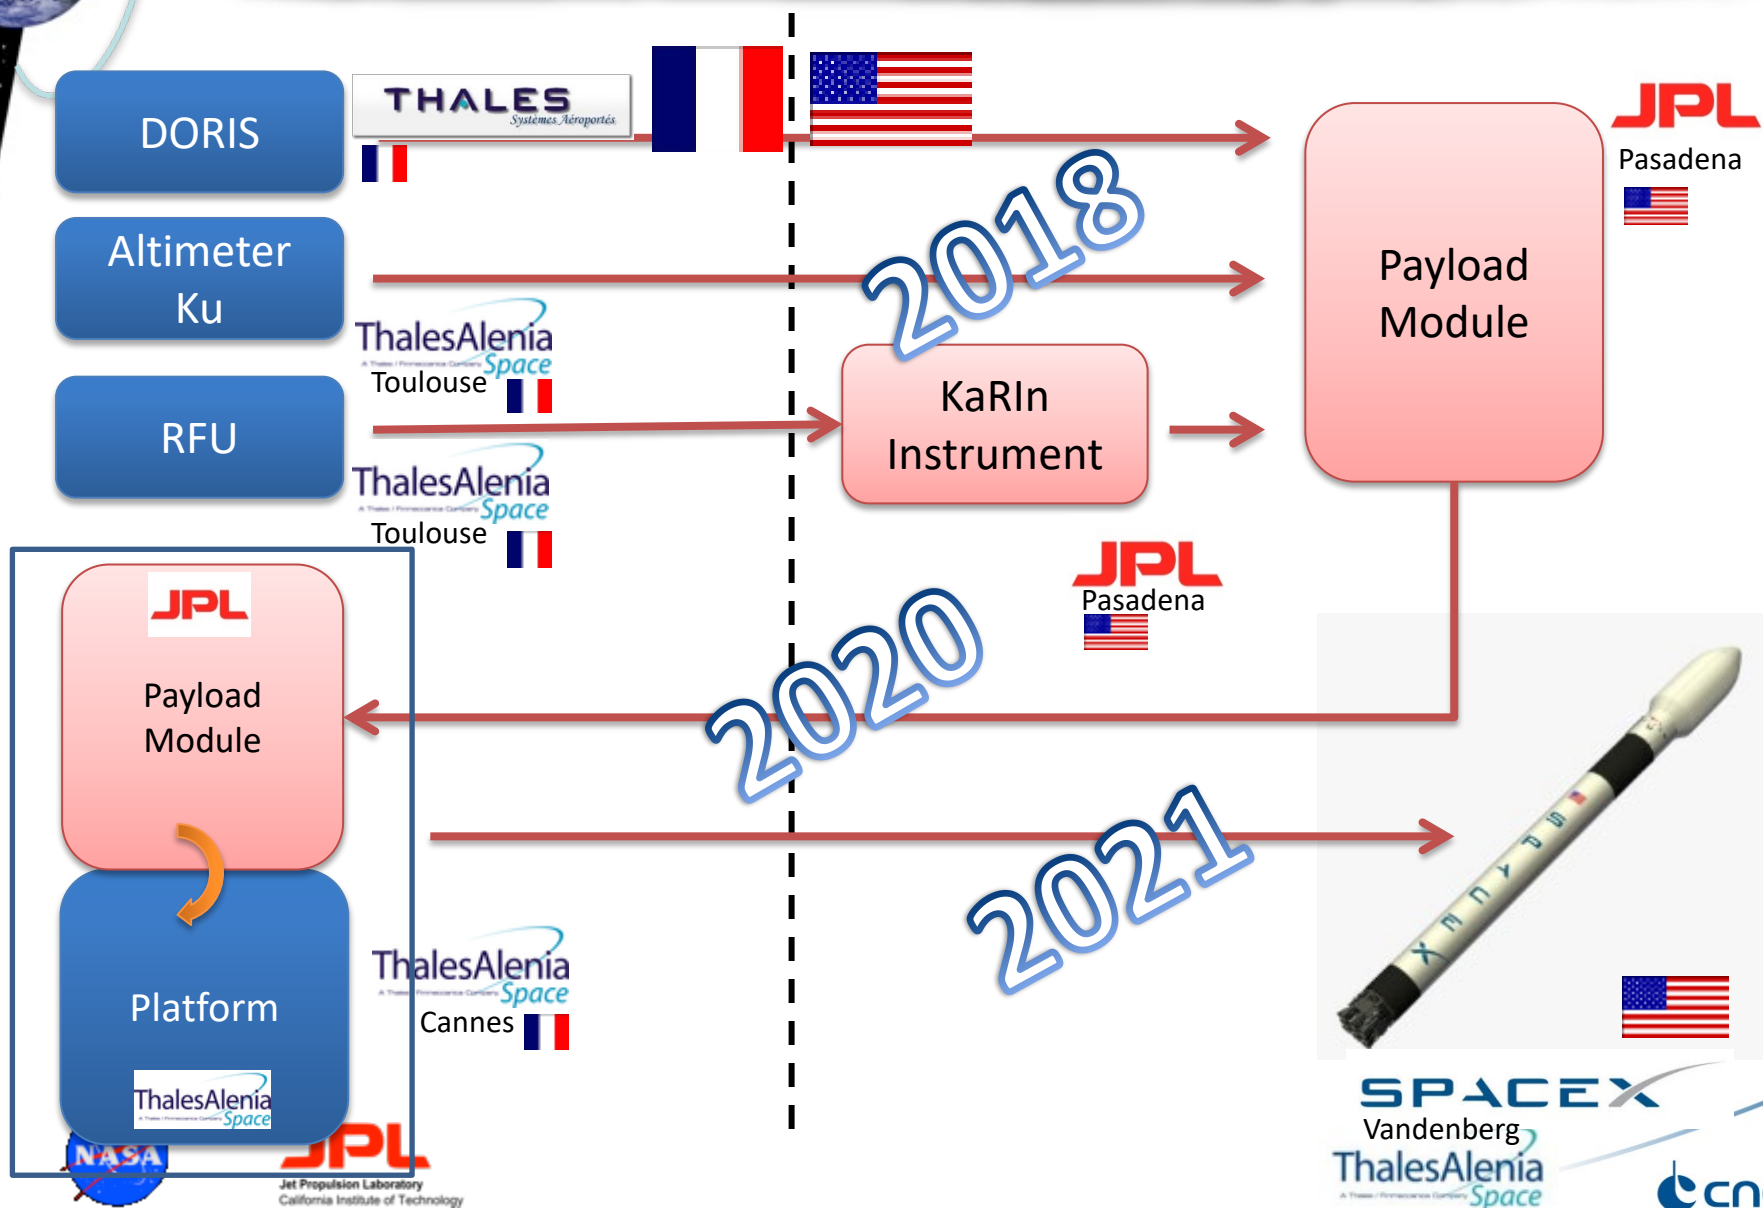 DORIS
THALES
Systèmes Aéroportés
JPL
Pasadena
Altimeter
Ku
2018
Payload
Module
ThalesAlenia
Space
Toulouse
RFU
KaRIn
Instrument
ThalesAlenia
Space
Toulouse
JPL
Pasadena
JPL
Payload
Module
2020
2021
SPACEX
Platform
ThalesAlenia
Space
Cannes
ThalesAlenia
Space
SPACEX
Vandenberg
NASA
JPL
Jet Propulsion Laboratory
California Institute of Technology
ThalesAlenia
Space
cn